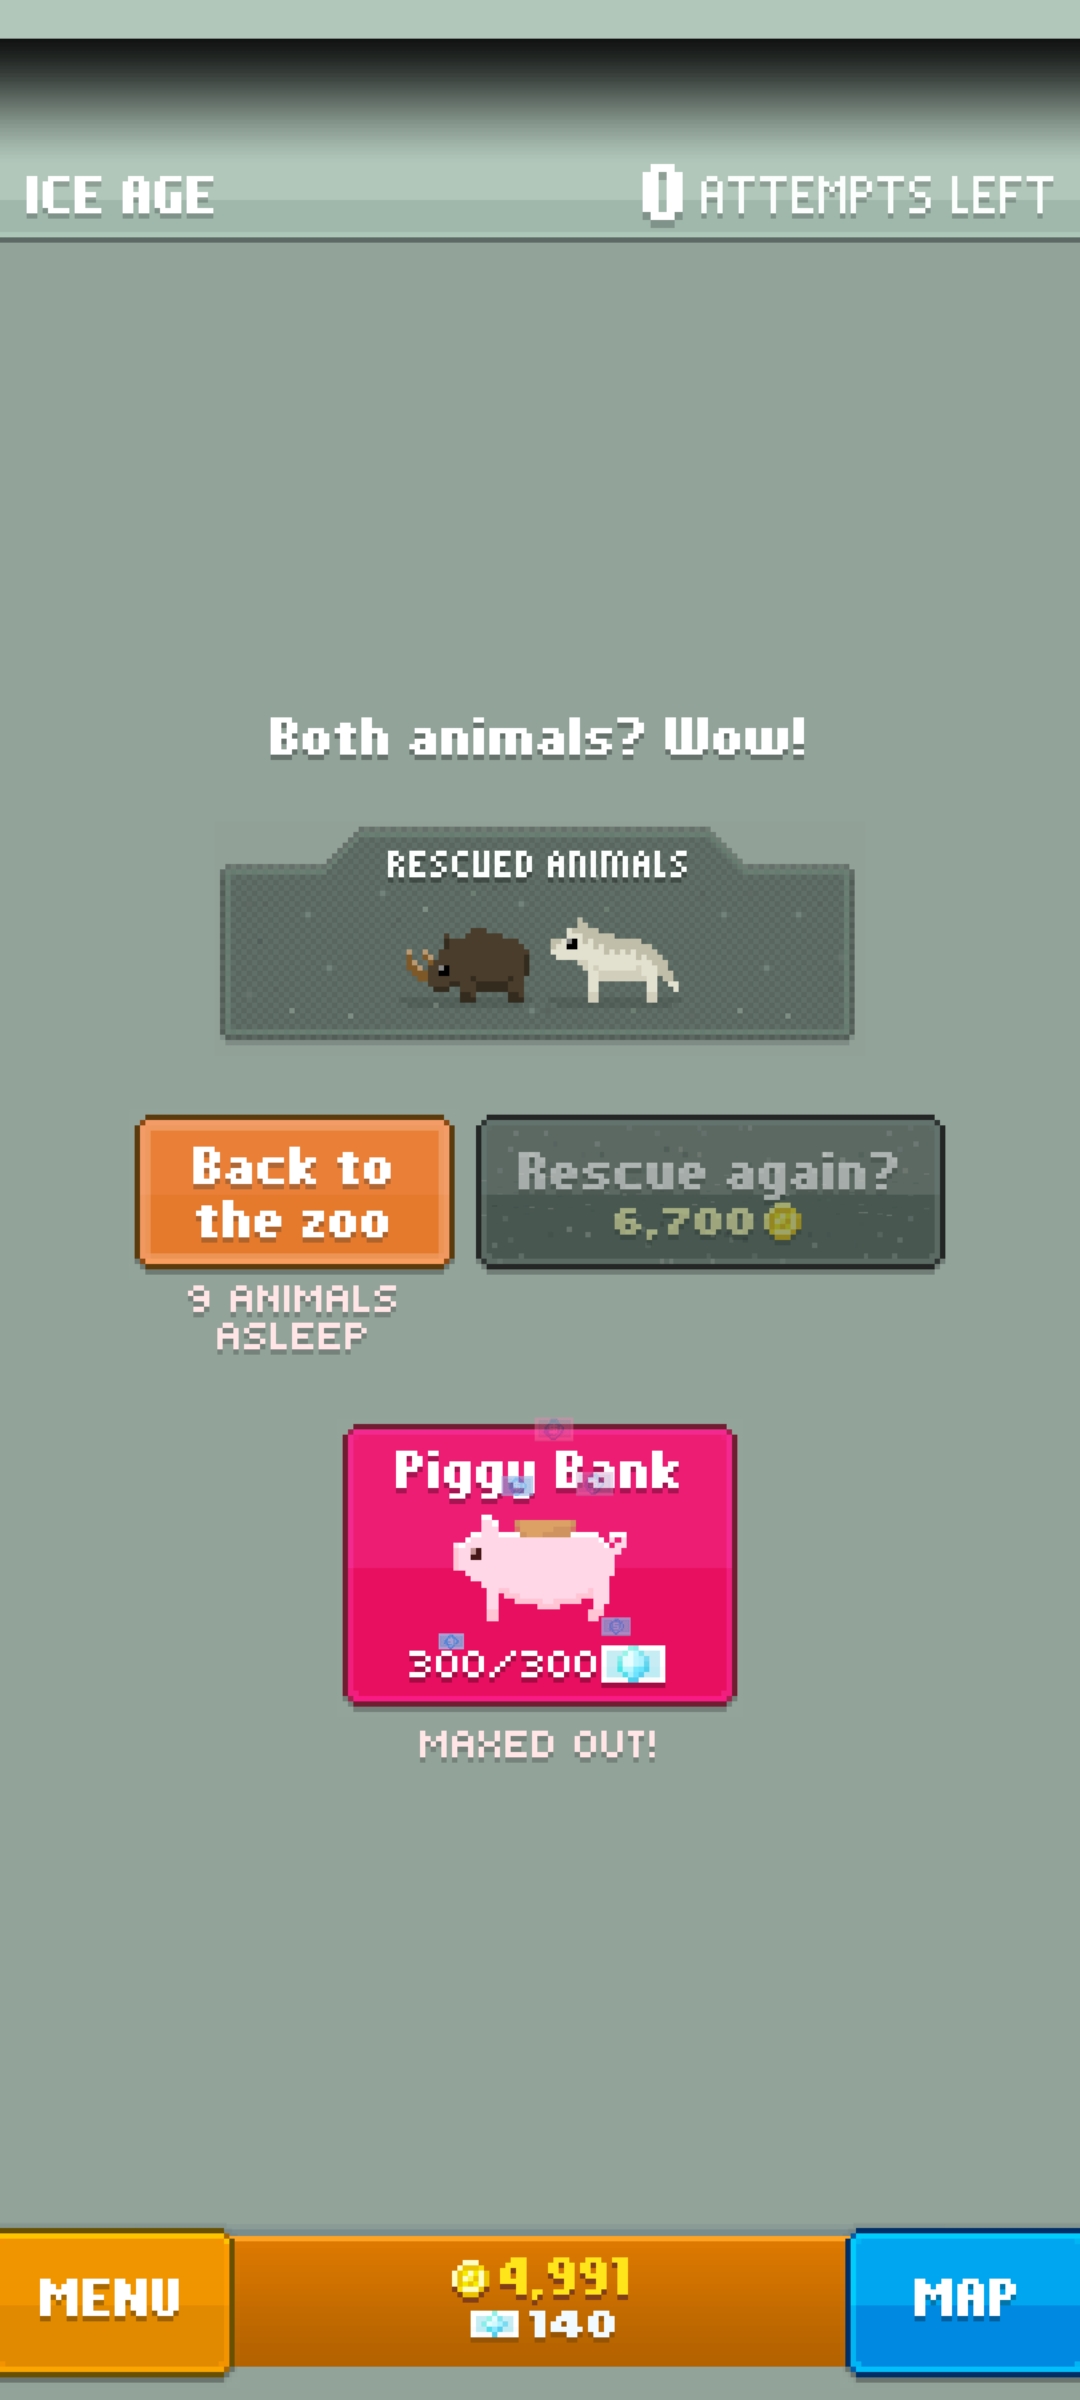 ICE AGE
0 ATTEMPTS LEFT
Both animals? Wow!
RESCUED ANIMALS
Back to
the zoo
Rescue again?
6,700
9 ANIMALS
ASLEEP
Piggy Bank
300/300
MAXED OUT!
MENU
4,991
140
MAP